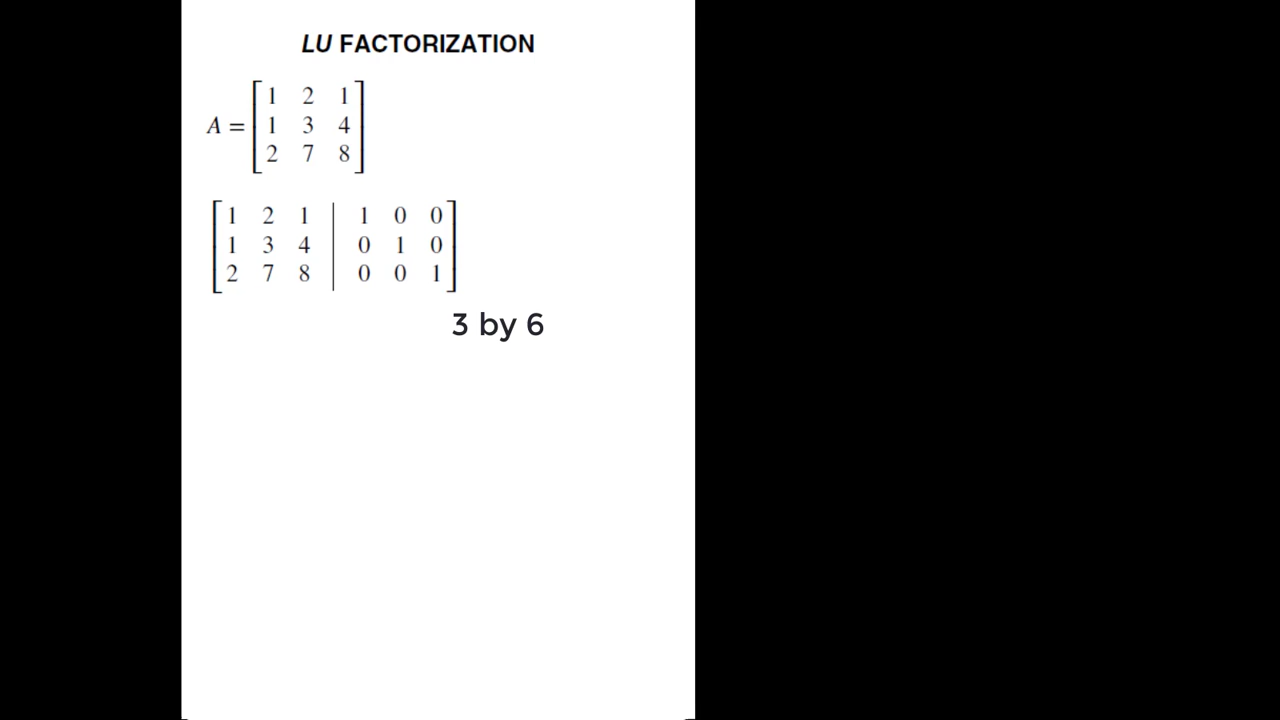 LU FACTORIZATION
1 2 1
A = 1 3 4
2 7 8
1 2 1 | 1 0 0
1 3 4 | 0 1 0
2 7 8 | 0 0 1
3 by 6